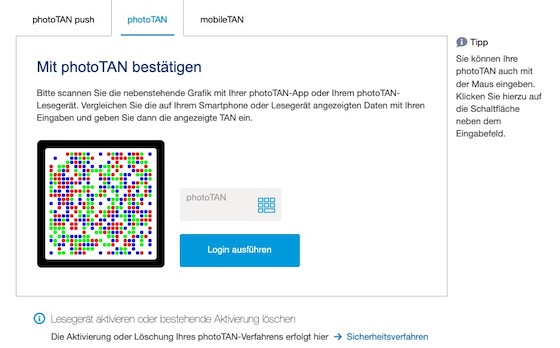 photoTAN push
photoTAN
mobileTAN
Mit photoTAN bestätigen
Bitte scannen Sie die nebenstehende Grafik mit Ihrer photoTAN-App oder Ihrem photoTAN-
Lesegerät. Vergleichen Sie die auf Ihrem Smartphone oder Lesegerät angezeigten Daten mit Ihren
Eingaben und geben Sie dann die angezeigte TAN ein.
photoTAN
Login ausführen
Tipp
Sie können Ihre
photoTAN auch mit
der Maus eingeben.
Klicken Sie hierzu auf
die Schaltfläche
neben dem
Eingabefeld.
Lesegerät aktivieren oder bestehende Aktivierung löschen
Die Aktivierung oder Löschung Ihres photoTAN-Verfahrens erfolgt hier → Sicherheitsverfahren